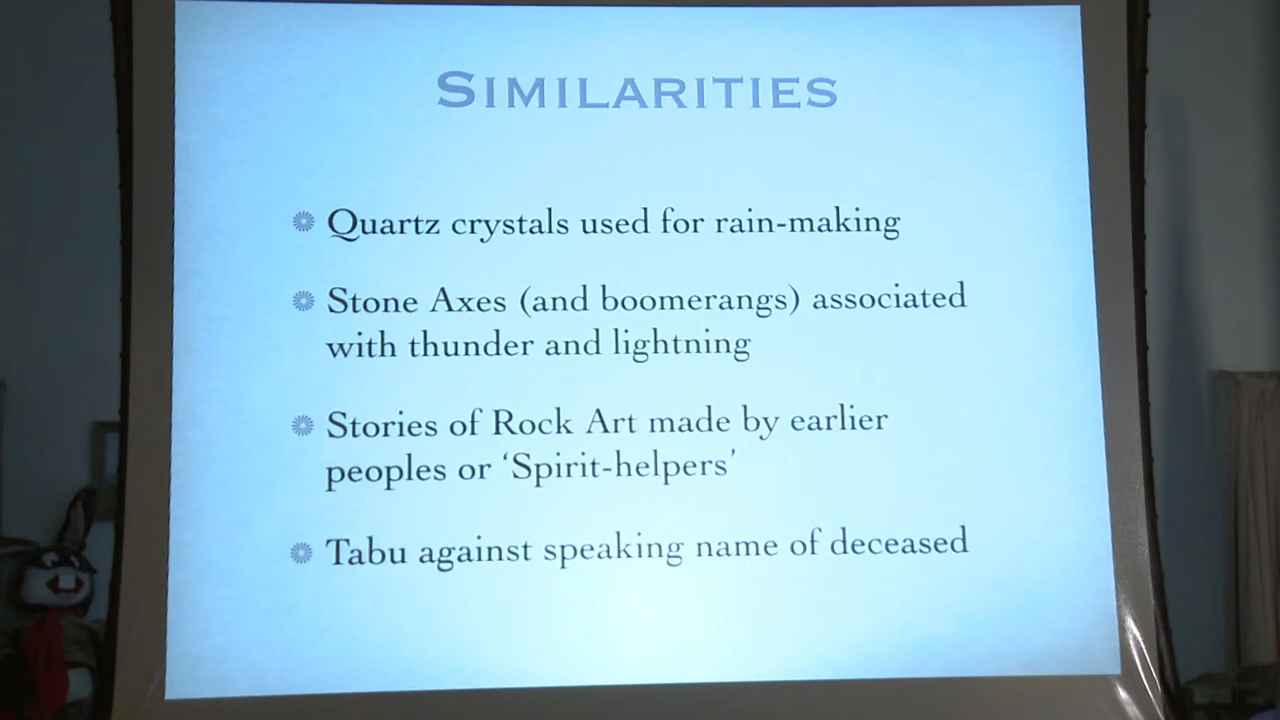 SIMILARITIES
Quartz crystals used for rain-making
Stone Axes (and boomerangs) associated
with thunder and lightning
Stories of Rock Art made by earlier
peoples or ‘Spirit-helpers’
Tabu against speaking name of deceased